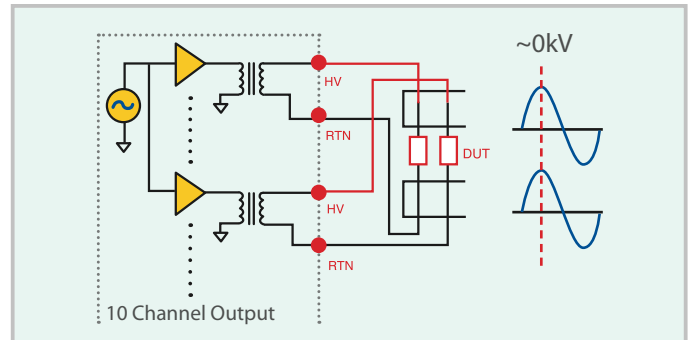 ~0kV
HV
RTN
DUT
HV
RTN
10 Channel Output